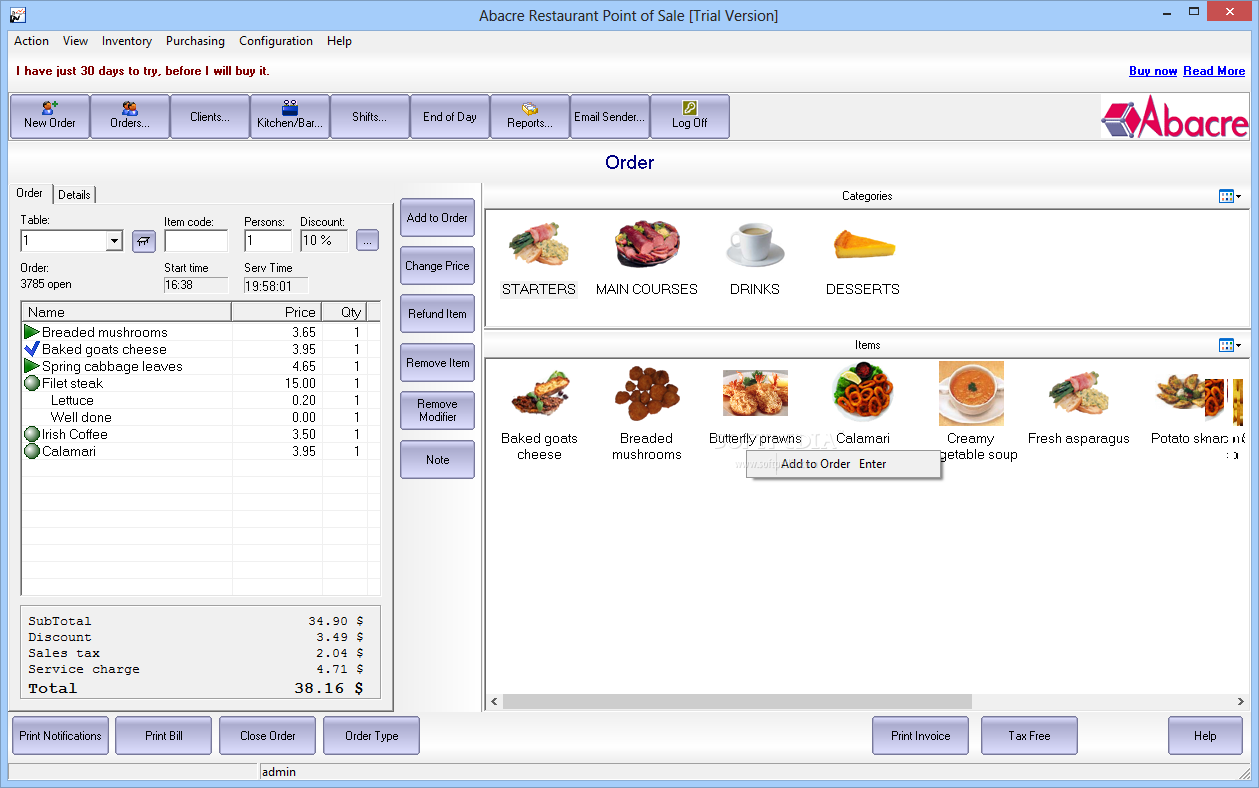 Abacre Restaurant Point of Sale [Trial Version]
Action View Inventory Purchasing Configuration Help
I have just 30 days to try, before I will buy it.
Buy now Read More
New Order Orders... Clients... Kitchen/Bar... Shifts... End of Day Reports... Email Sender... Log Off
Abacre
Order
Order Details
Table: Item code: Persons: Discount:
1 1 10 % ...
Order: Start time Serv Time
3785 open 16:38 19:58:01
Name Price Qty
Breaded mushrooms 3.65 1
Baked goats cheese 3.95 1
Spring cabbage leaves 4.65 1
Filet steak 15.00 1
Lettuce 0.20 1
Well done 0.00 1
Irish Coffee 3.50 1
Calamari 3.95 1
SubTotal 34.90 $
Discount 3.49 $
Sales tax 2.04 $
Service charge 4.71 $
Total 38.16 $
Add to Order
Change Price
Refund Item
Remove Item
Remove
Modifier
Note
Categories
STARTERS MAIN COURSES DRINKS DESSERTS
Items
Baked goats
cheese
Breaded
mushrooms
Butterfly prawns
Calamari
Creamy
getable soup
Fresh asparagus
Potato
SOFTPEDIA
Add to Order Enter
Print Notifications Print Bill Close Order Order Type Print Invoice Tax Free Help
admin